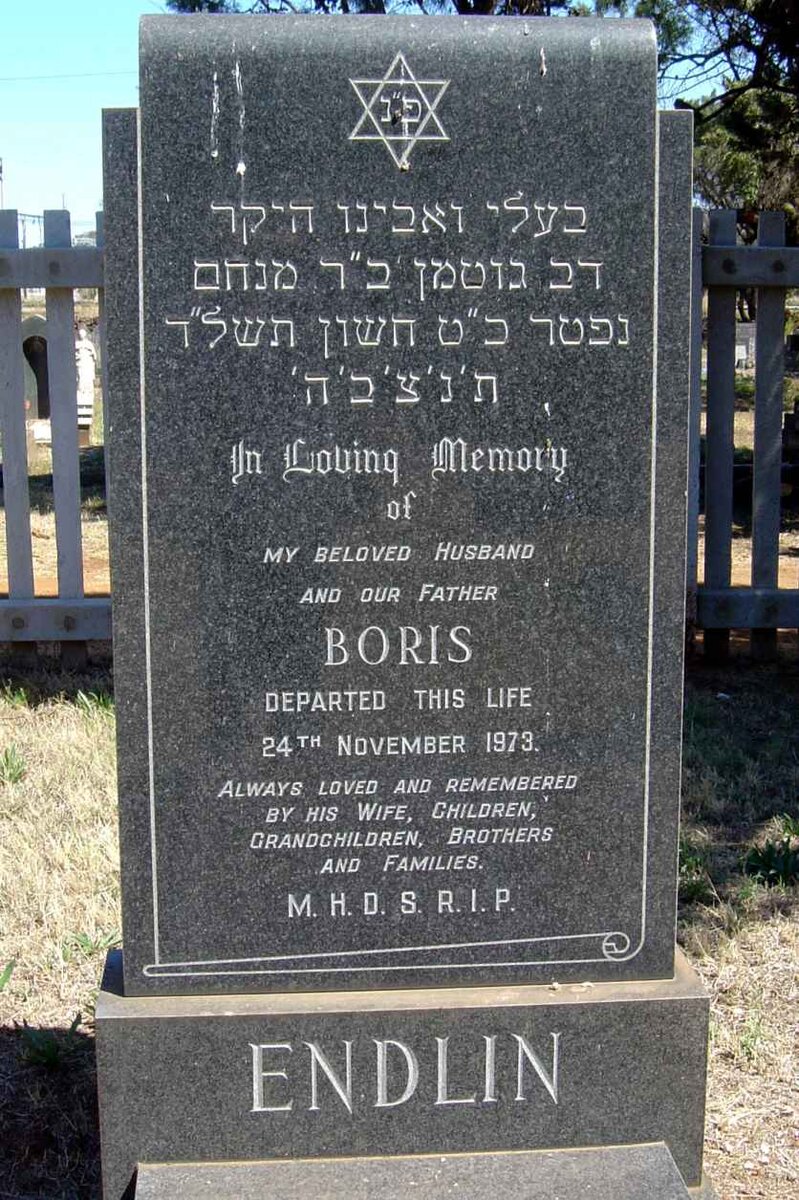 פ"נ
בעלי ואבינו היקר
דב גוטמן ב"ר מנחם
נפטר כ"ט חשון תשל"ד
ת'נ'צ'ב'ה'
In Loving Memory
of
MY BELOVED HUSBAND
AND OUR FATHER
BORIS
DEPARTED THIS LIFE
24TH NOVEMBER 1973.
ALWAYS LOVED AND REMEMBERED
BY HIS WIFE, CHILDREN,
GRANDCHILDREN, BROTHERS
AND FAMILIES.
M. H. D. S. R. I. P.
ENDLIN